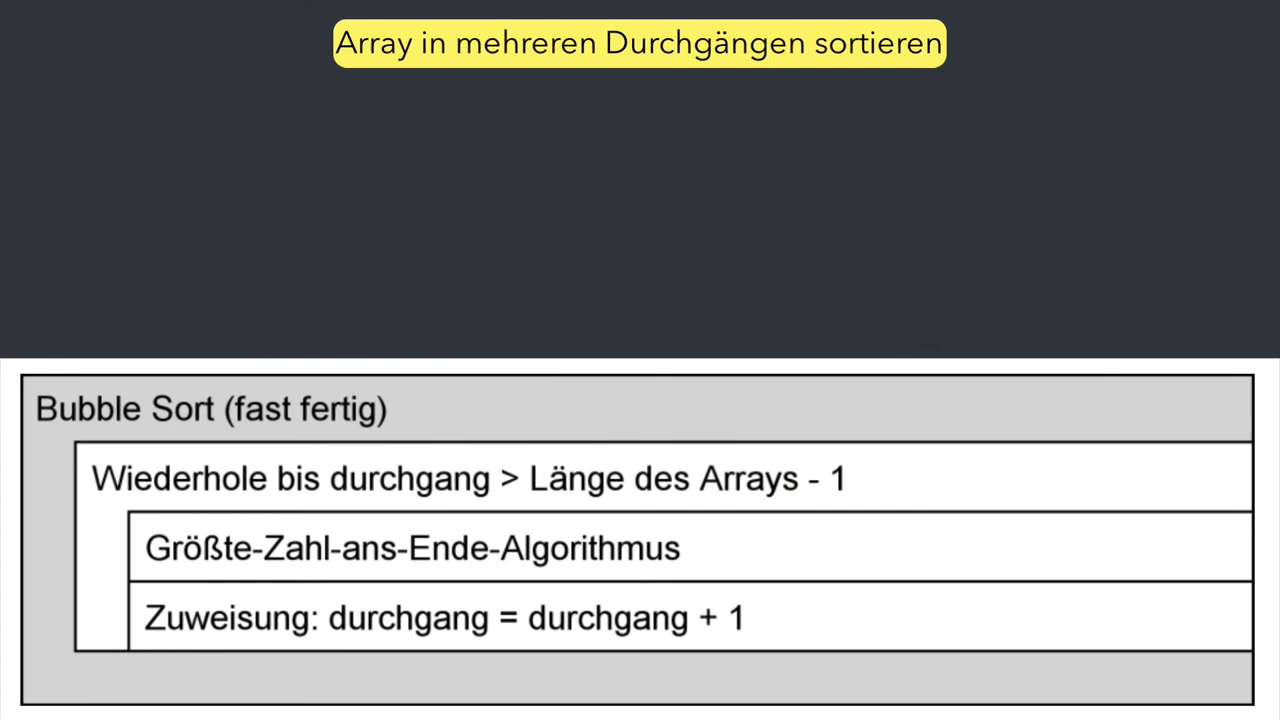 Array in mehreren Durchgängen sortieren
Bubble Sort (fast fertig)
Wiederhole bis durchgang > Länge des Arrays - 1
Größte-Zahl-ans-Ende-Algorithmus
Zuweisung: durchgang = durchgang + 1